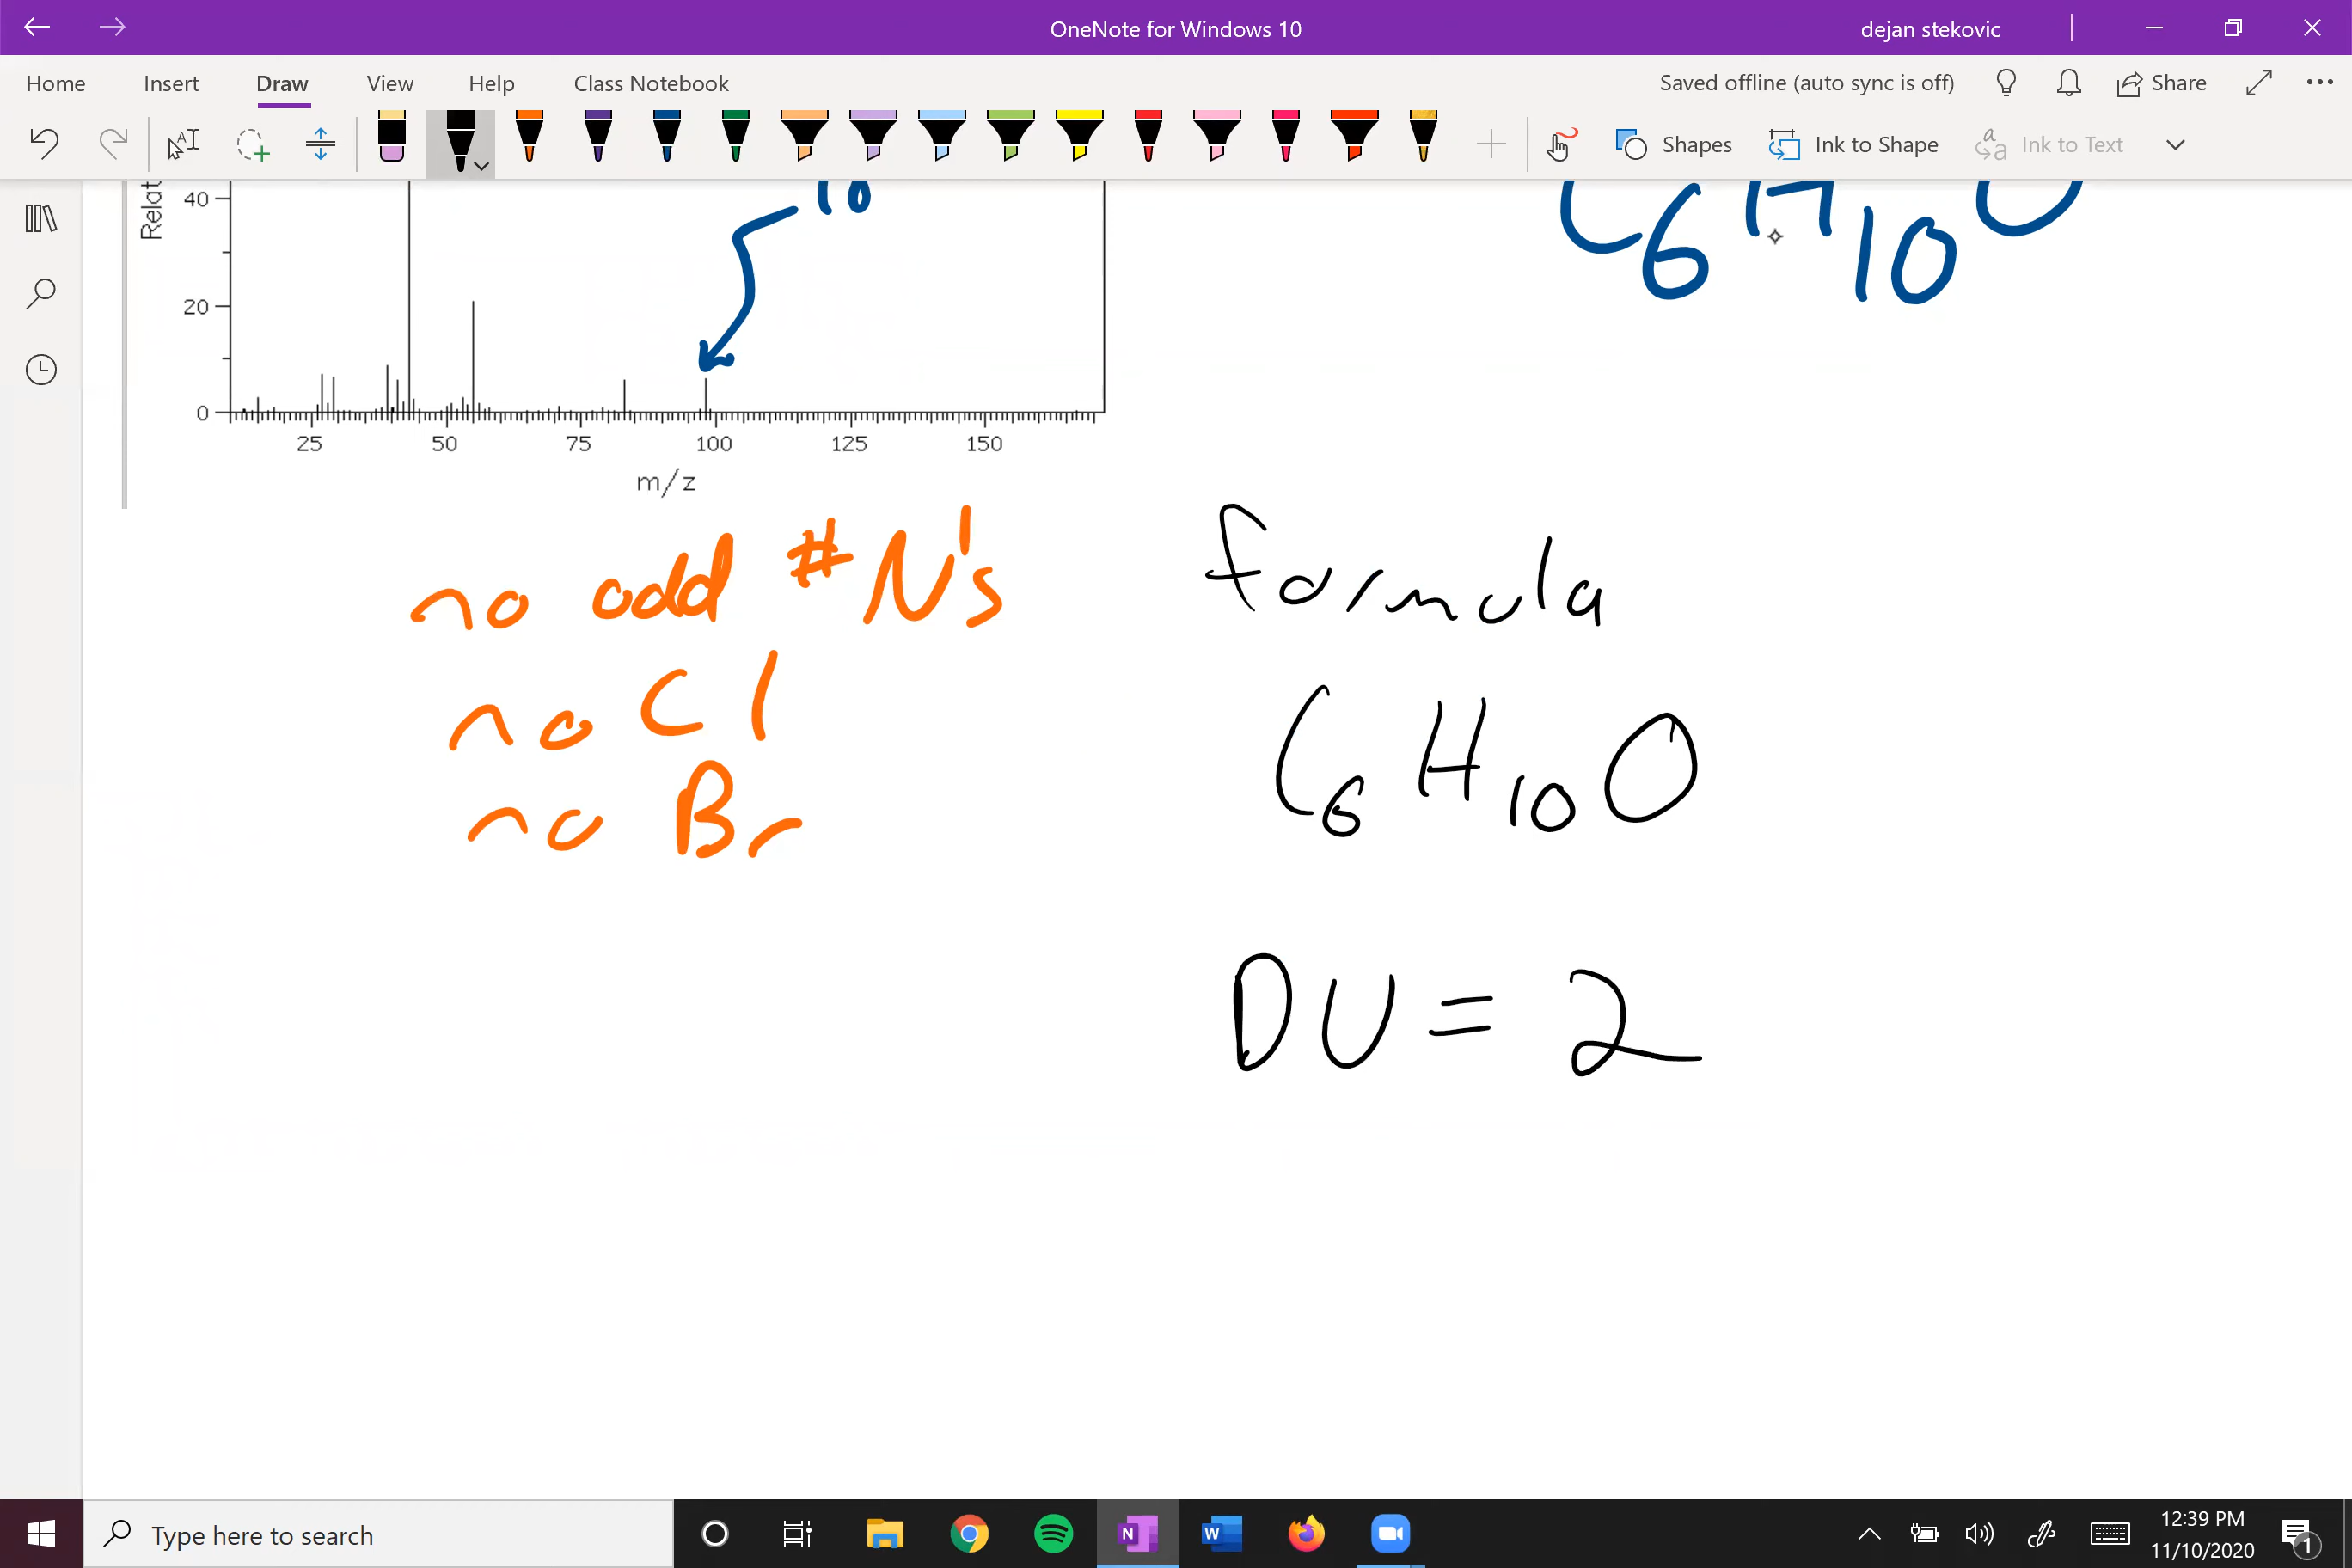 OneNote for Windows 10
dejan stekovic
Home Insert Draw View Help Class Notebook
Saved offline (auto sync is off) Share
Shapes Ink to Shape Ink to Text
Relat
40
20
0
25 50 75 100 125 150
m/z
C6H10O
no odd # N's
no Cl
no Br
formula
C6H10O
DU = 2
Type here to search
12:39 PM
11/10/2020
1